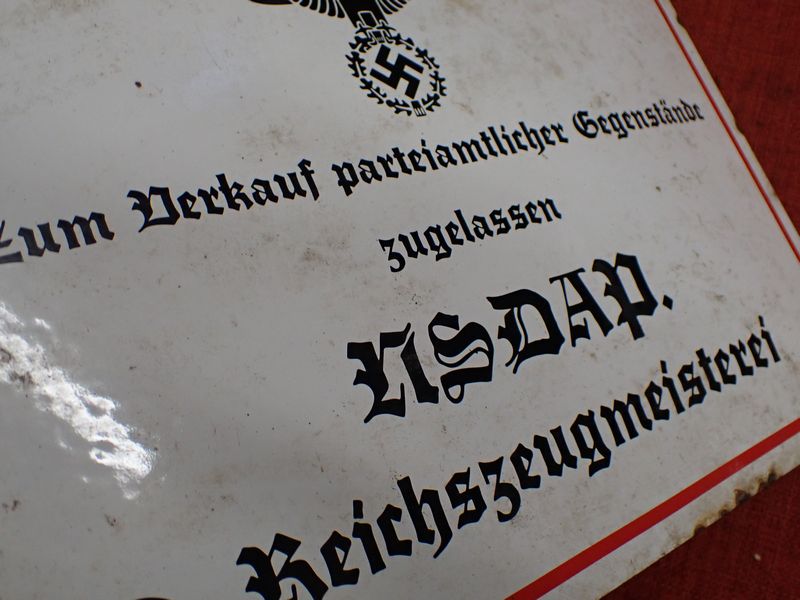 Zum Verkauf parteiamtlicher Gegenstände
zugelassen
NSDAP.
Reichszeugmeisterei